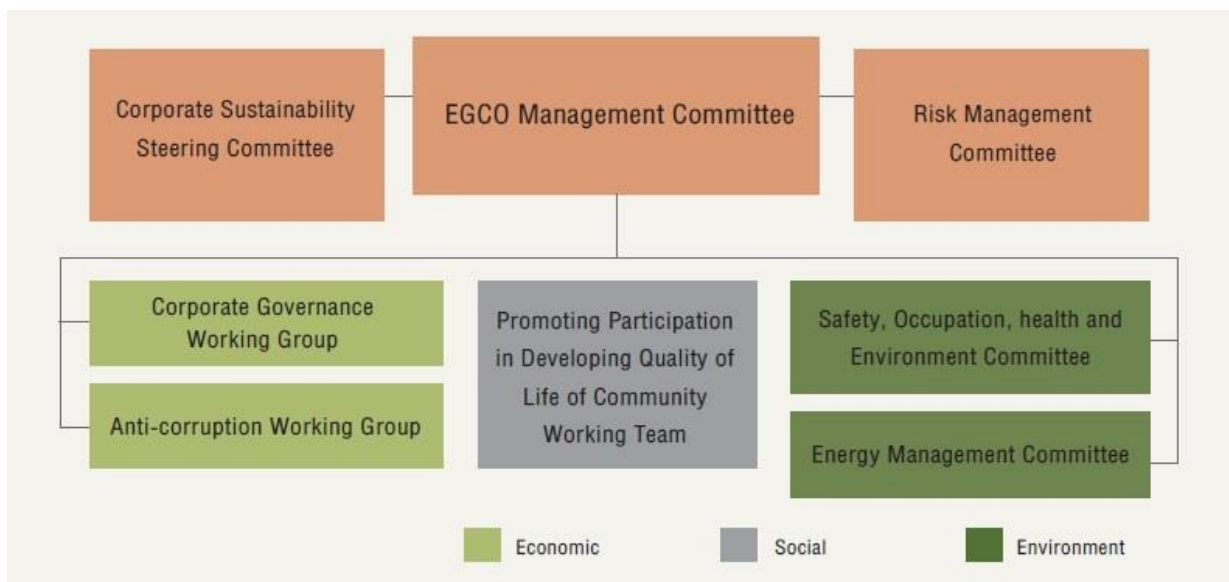 Corporate Sustainability
Steering Committee
EGCO Management Committee
Risk Management
Committee
Corporate Governance
Working Group
Anti-corruption Working Group
Promoting Participation
in Developing Quality of
Life of Community
Working Team
Safety, Occupation, health and
Environment Committee
Energy Management Committee
Economic
Social
Environment